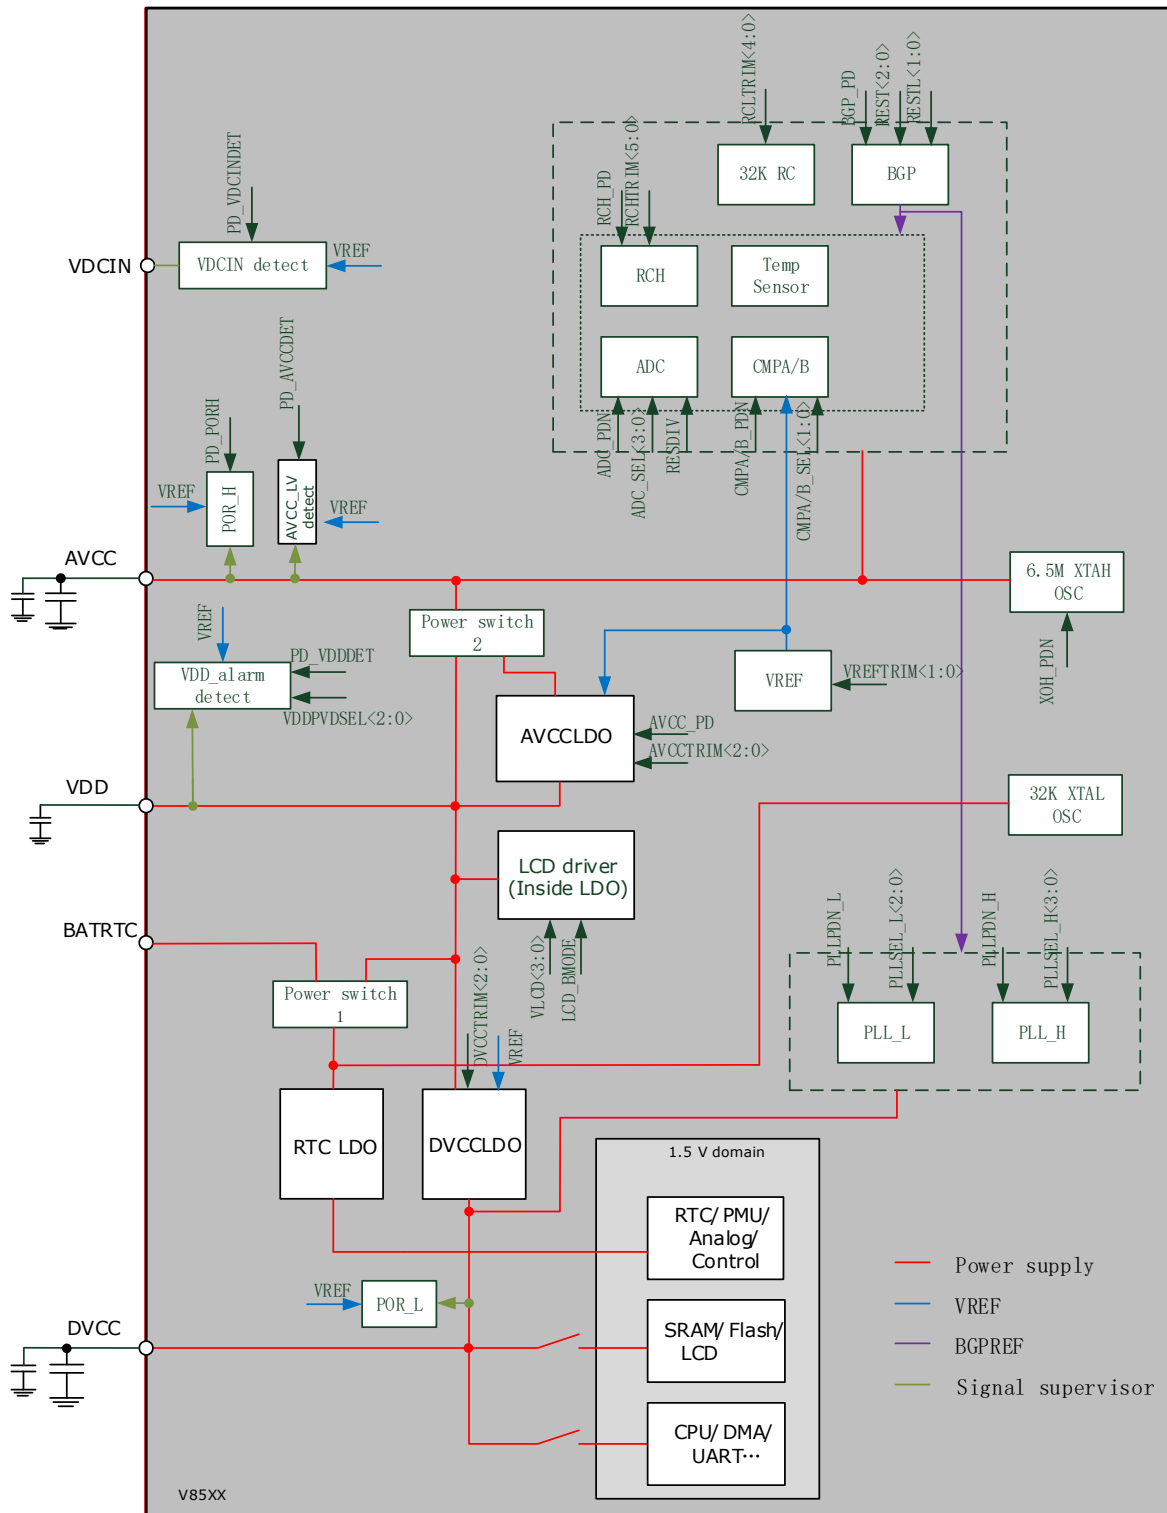 RCLTRIM<4:0>
BGP_PD
REST<2:0>
RESTL<1:0>
32K RC
BGP
PD_VDCINDET
RCH_PD
RCHTRIM<5:0>
VDCIN
VDCIN detect
VREF
RCH
Temp
Sensor
ADC
CMPA/B
PD_AVCCDET
PD_PORH
ADC_PDN
ADC_SEL<3:0>
RESDIV
CMPA/B_PDN
CMPA/B_SEL<1:0>
VREF
POR_H
AVCC_LV
detect
VREF
AVCC
6.5M XTAH
OSC
XOH_PDN
Power switch
2
VREF
VDD_alarm
detect
PD_VDDDET
VDDPVDSEL<2:0>
VREF
VREFTRIM<1:0>
AVCCLDO
AVCC_PD
AVCCTRIM<2:0>
VDD
32K XTAL
OSC
LCD driver
(Inside LDO)
VLCD<3:0>
LCD_BMODE
BATRTC
Power switch
1
DVCCTRIM<2:0>
VREF
PLLPDN_L
PLLSEL_L<2:0>
PLLPDN_H
PLLSEL_H<3:0>
PLL_L
PLL_H
RTC LDO
DVCCLDO
1.5 V domain
RTC/PMU/
Analog/
Control
VREF
POR_L
SRAM/Flash/
LCD
DVCC
CPU/DMA/
UART…
Power supply
VREF
BGPREF
Signal supervisor
V85XX